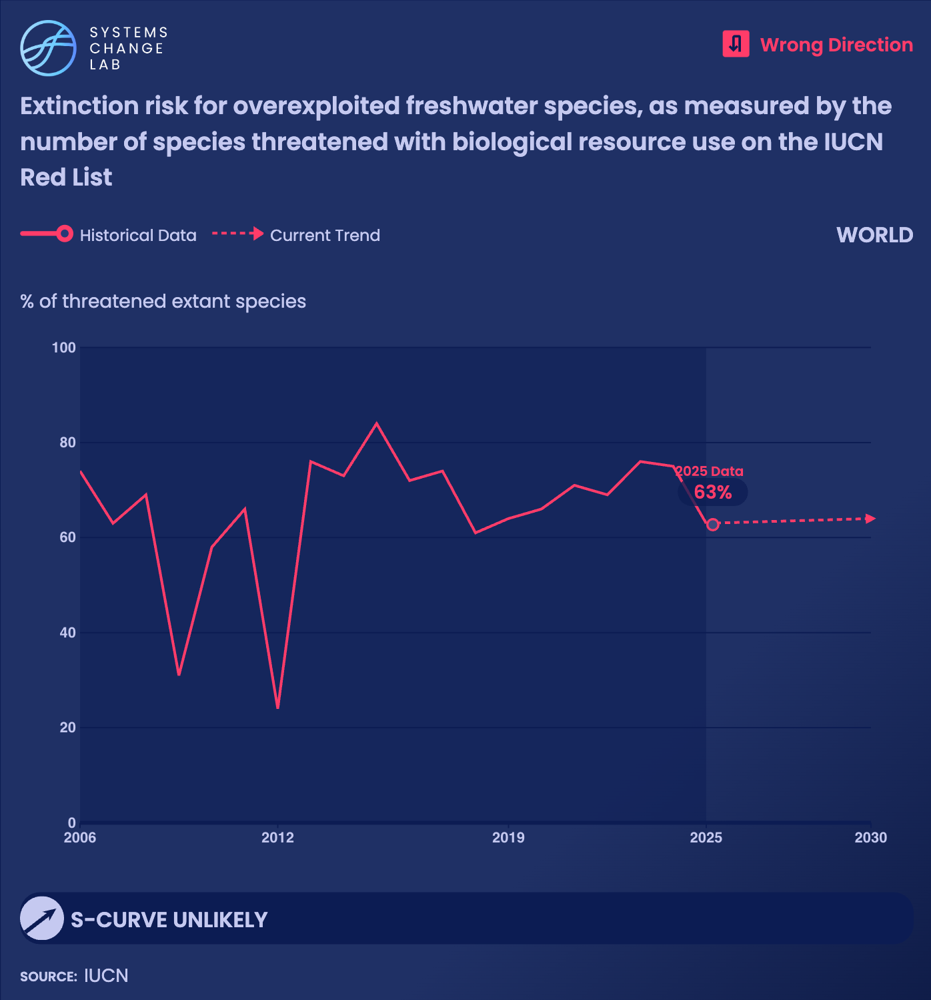 SYSTEMS
CHANGE
LAB
Wrong Direction
Extinction risk for overexploited freshwater species, as measured by the
number of species threatened with biological resource use on the IUCN
Red List
Historical Data
Current Trend
WORLD
% of threatened extant species
100
80
60
40
20
0
2025 Data
63%
2006
2012
2019
2025
2030
S-CURVE UNLIKELY
SOURCE: IUCN